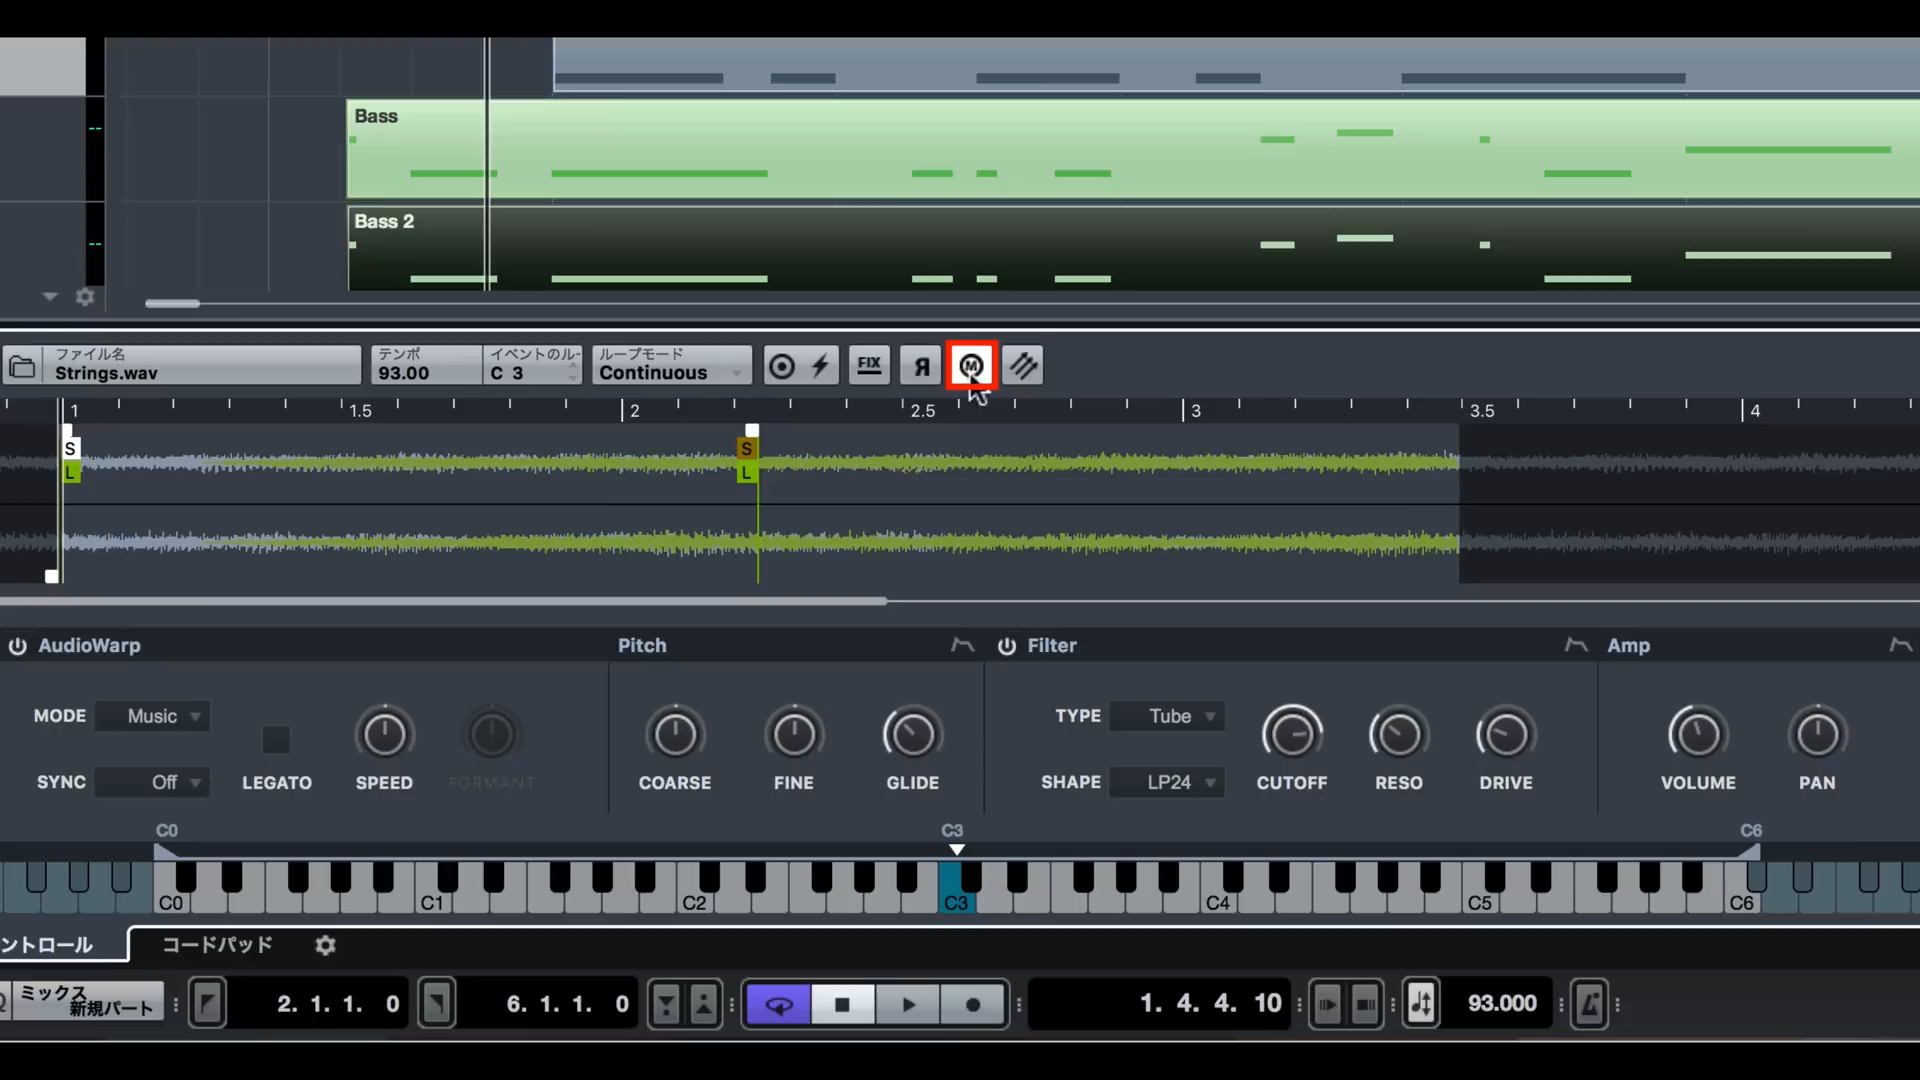 Bass
Bass 2
ファイル名
Strings.wav
テンポ
93.00
イベントのル-
C 3
ループモード
Continuous
FIX
R
M
1
1.5
2
2.5
3
3.5
4
S
L
S
L
AudioWarp
Pitch
Filter
Amp
MODE
Music
SYNC
Off
LEGATO
SPEED
FORMANT
COARSE
FINE
GLIDE
TYPE
Tube
SHAPE
LP24
CUTOFF
RESO
DRIVE
VOLUME
PAN
C0
C3
C6
C0
C1
C2
C3
C4
C5
C6
ントロール
コードパッド
ミックス
新規パート
2. 1. 1. 0
6. 1. 1. 0
1. 4. 4. 10
93.000